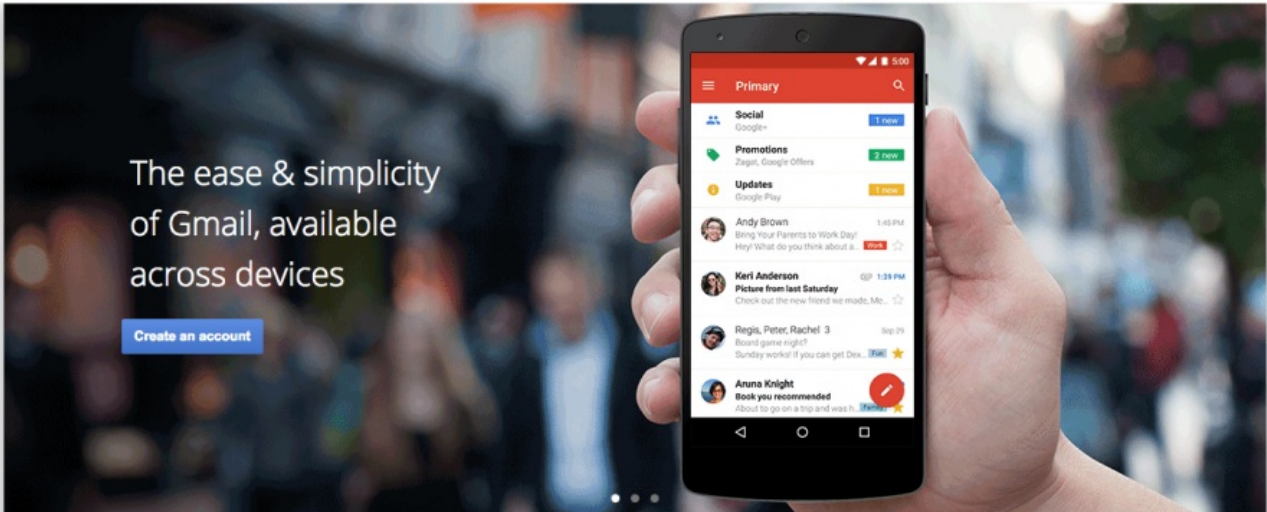 The ease & simplicity
of Gmail, available
across devices
Create an account
5:00
Primary
Social
1 new
Google+
Promotions
2 new
Zagat, Google Offers
Updates
1 new
Google Play
Andy Brown
1:45 PM
Bring Your Parents to Work Day!
Hey! What do you think about a...
Work
Keri Anderson
1:39 PM
Picture from last Saturday
Check out the new friend we made, Me..
Regis, Peter, Rachel 3
Sep 29
Board game night?
Sunday works! If you can get Dex...
Fun
Aruna Knight
Book you recommended
About to go on a trip and was h...
Family